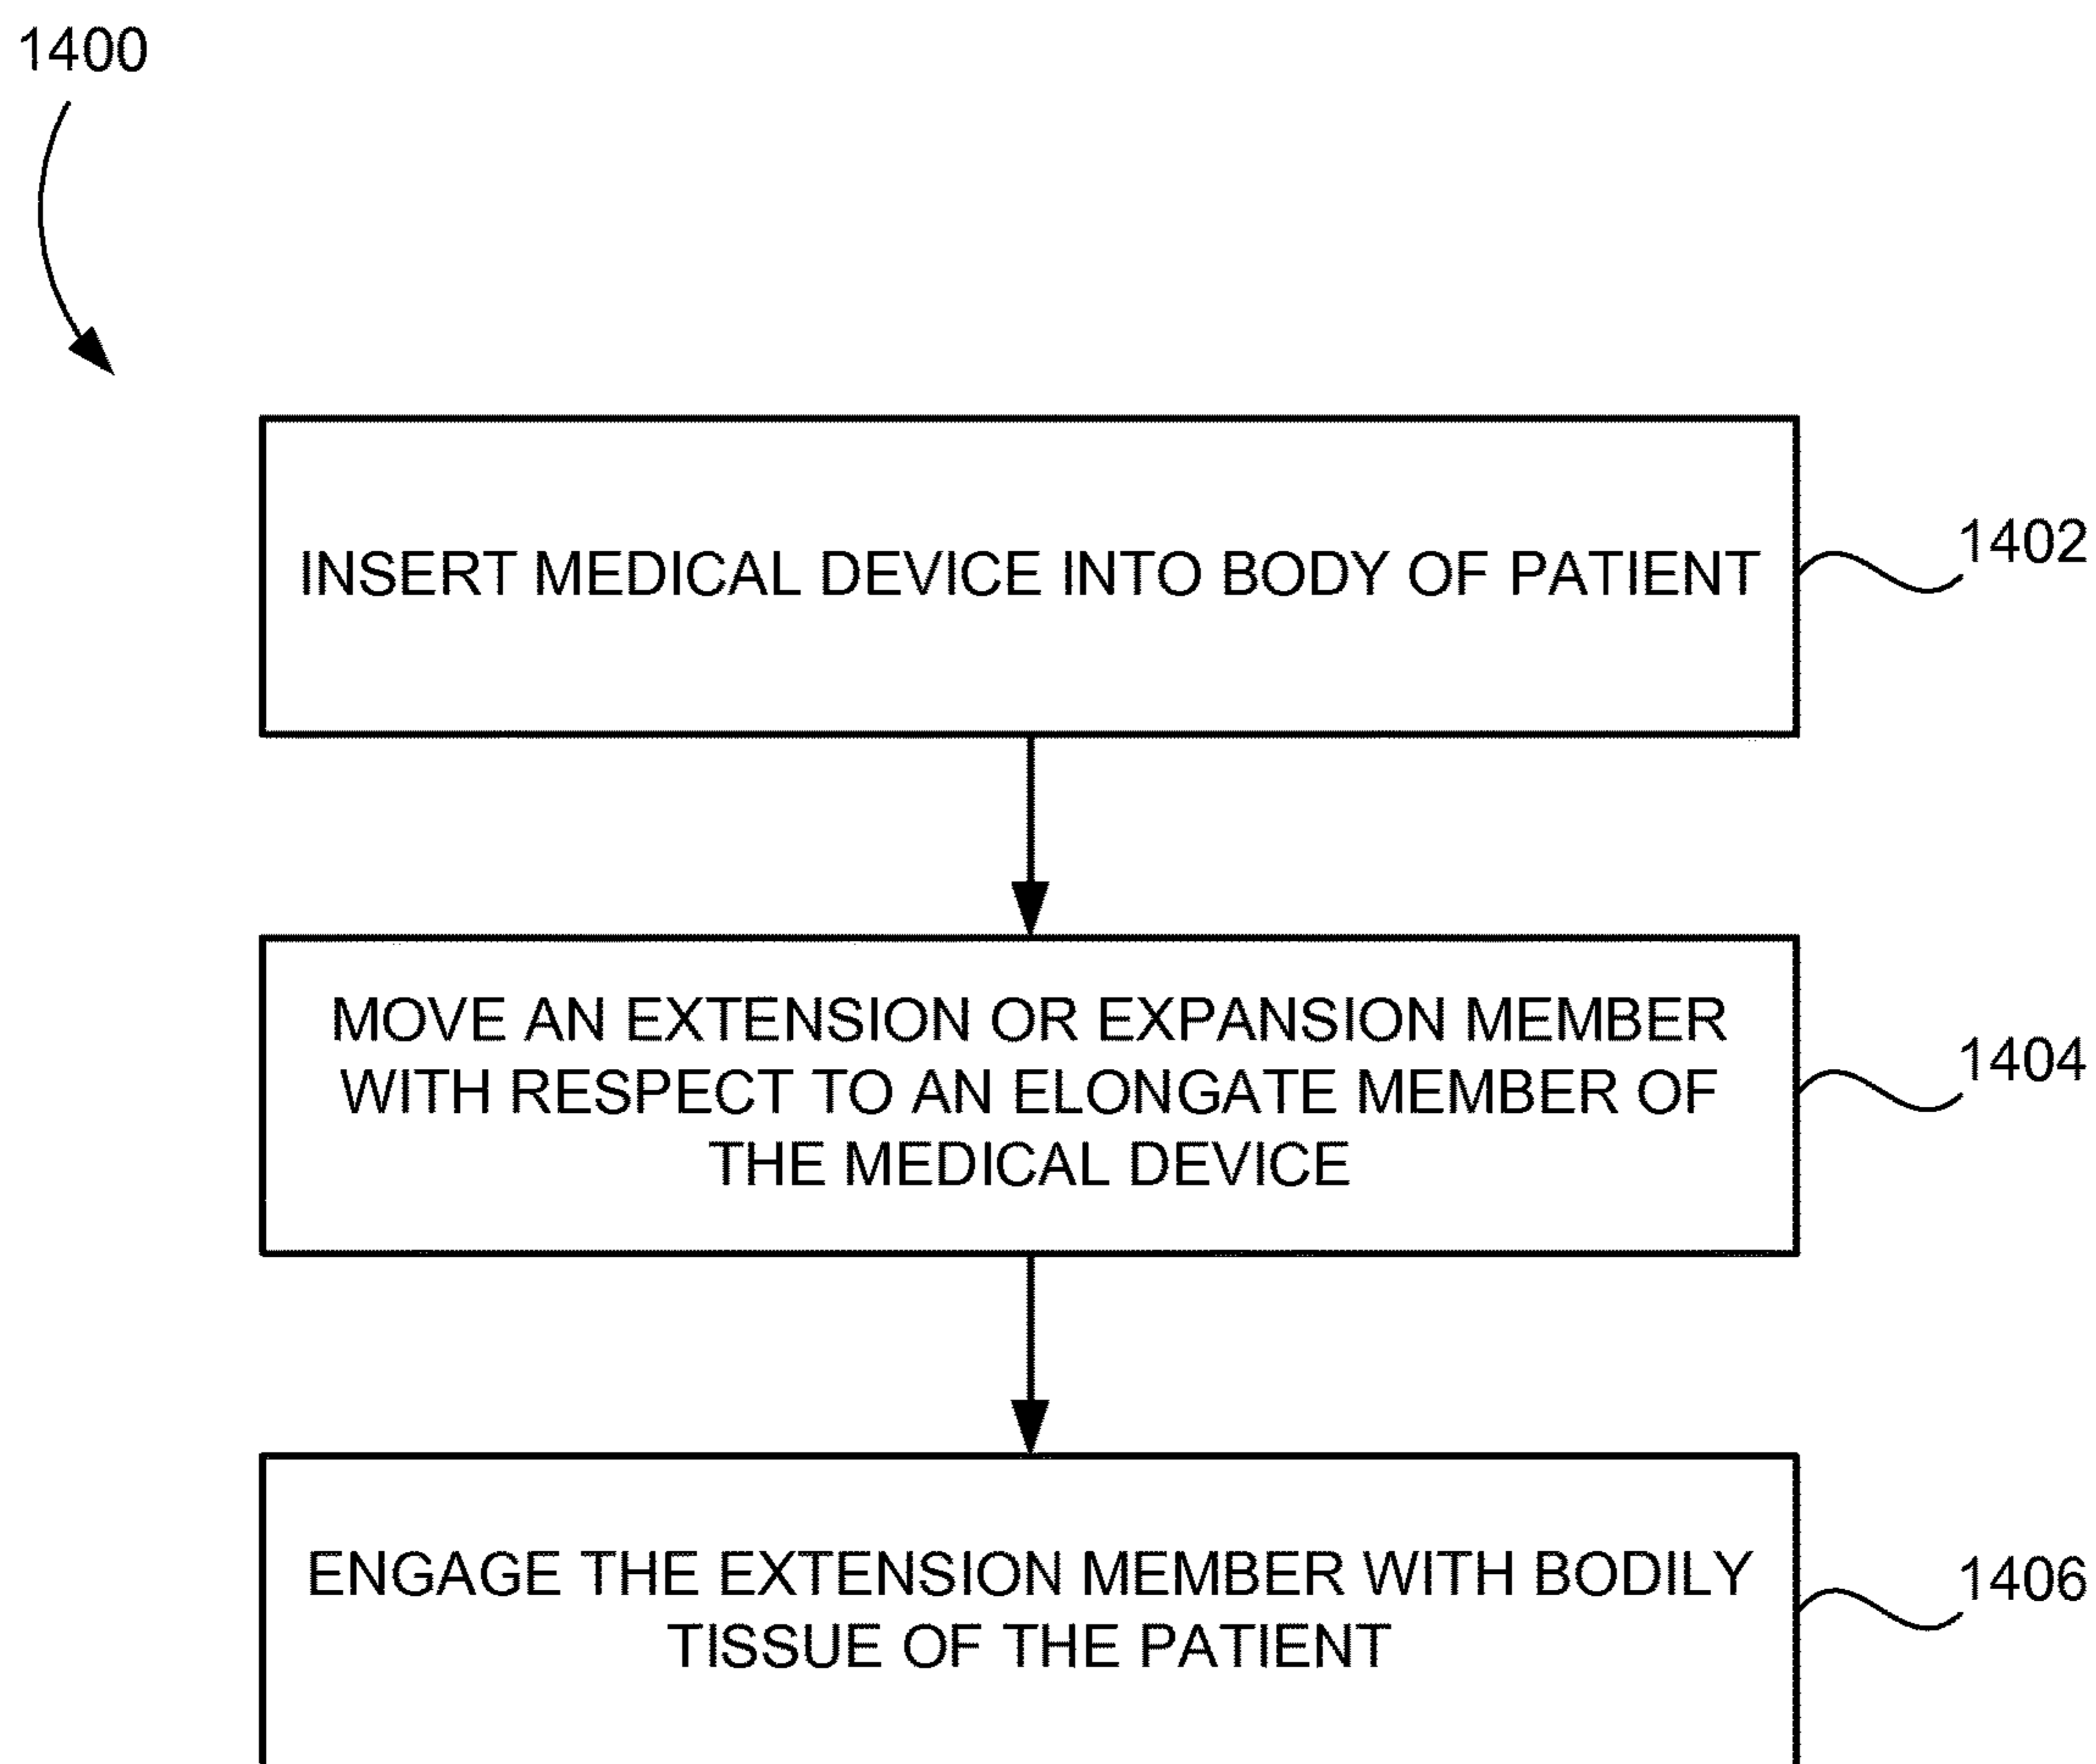 1400
INSERT MEDICAL DEVICE INTO BODY OF PATIENT
1402
MOVE AN EXTENSION OR EXPANSION MEMBER
WITH RESPECT TO AN ELONGATE MEMBER OF
THE MEDICAL DEVICE
1404
ENGAGE THE EXTENSION MEMBER WITH BODILY
TISSUE OF THE PATIENT
1406